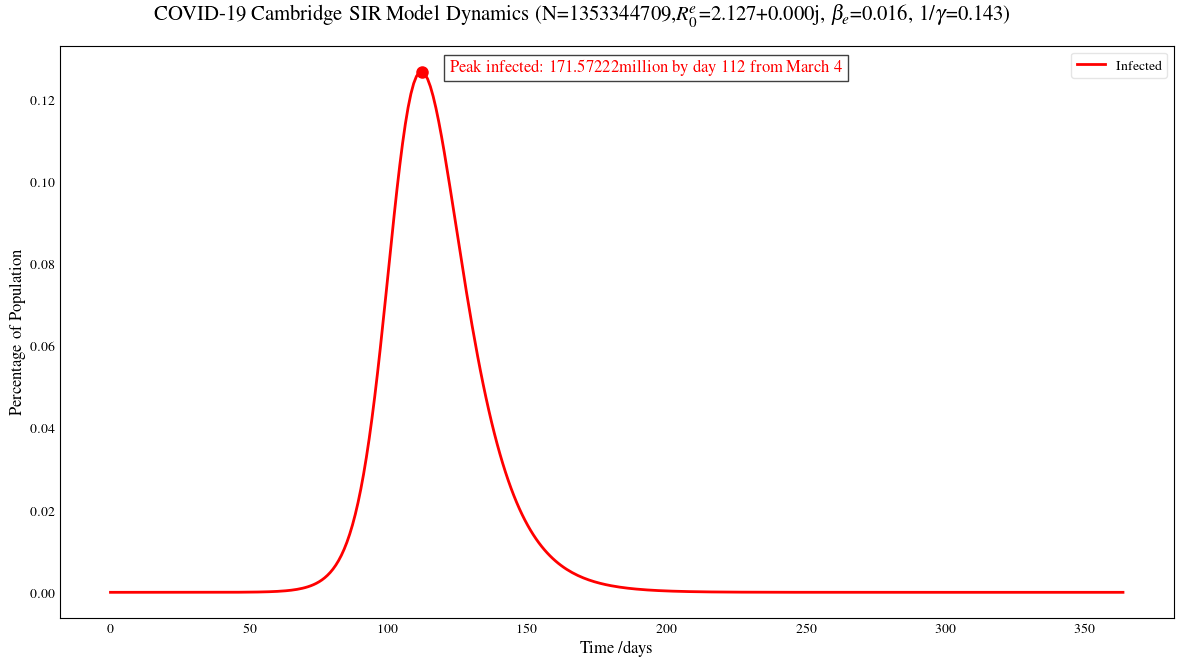 COVID-19 Cambridge SIR Model Dynamics (N=1353344709,$R_0^e$=2.127+0.000j, $\beta_e$=0.016, 1/$\gamma$=0.143)
Peak infected: 171.57222million by day 112 from March 4
Infected
Percentage of Population
0.12
0.10
0.08
0.06
0.04
0.02
0.00
0 50 100 150 200 250 300 350
Time /days